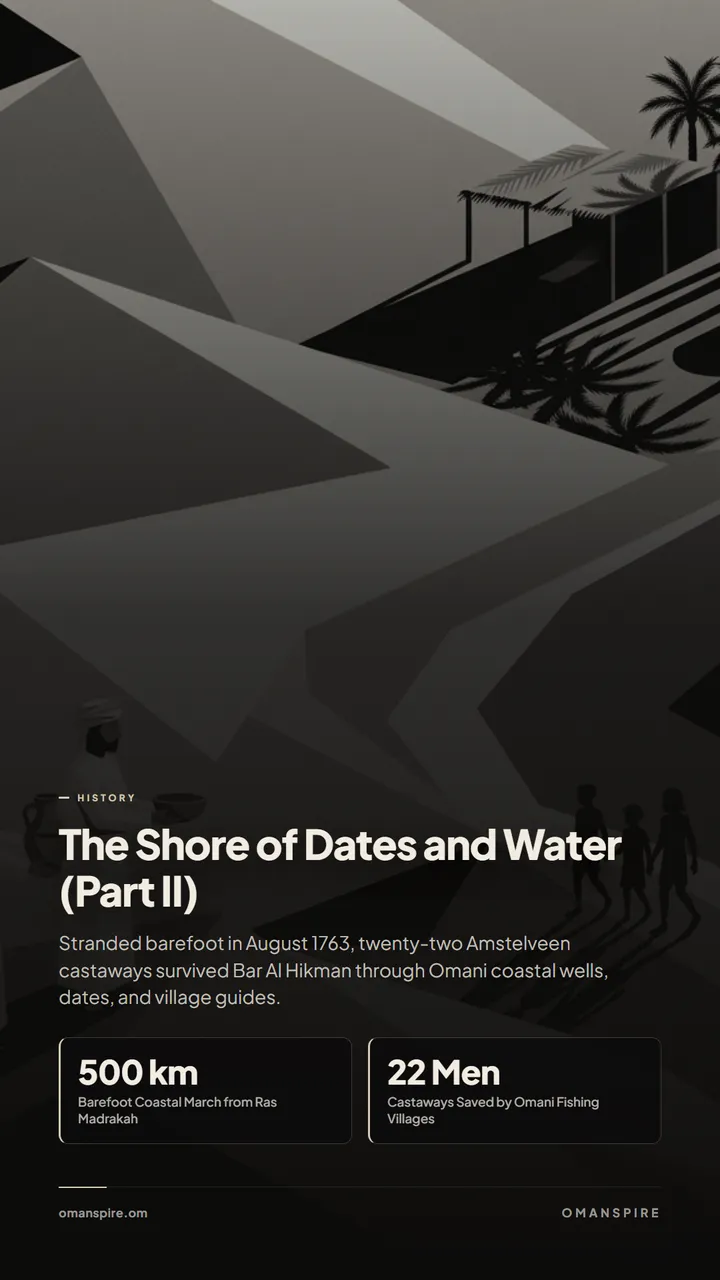 HISTORY
The Shore of Dates and Water
(Part II)
Stranded barefoot in August 1763, twenty-two Amstelveen
castaways survived Bar Al Hikman through Omani coastal wells,
dates, and village guides.
500 km
Barefoot Coastal March from Ras
Madrakah
22 Men
Castaways Saved by Omani Fishing
Villages
omanspire.om
OMANSPIRE